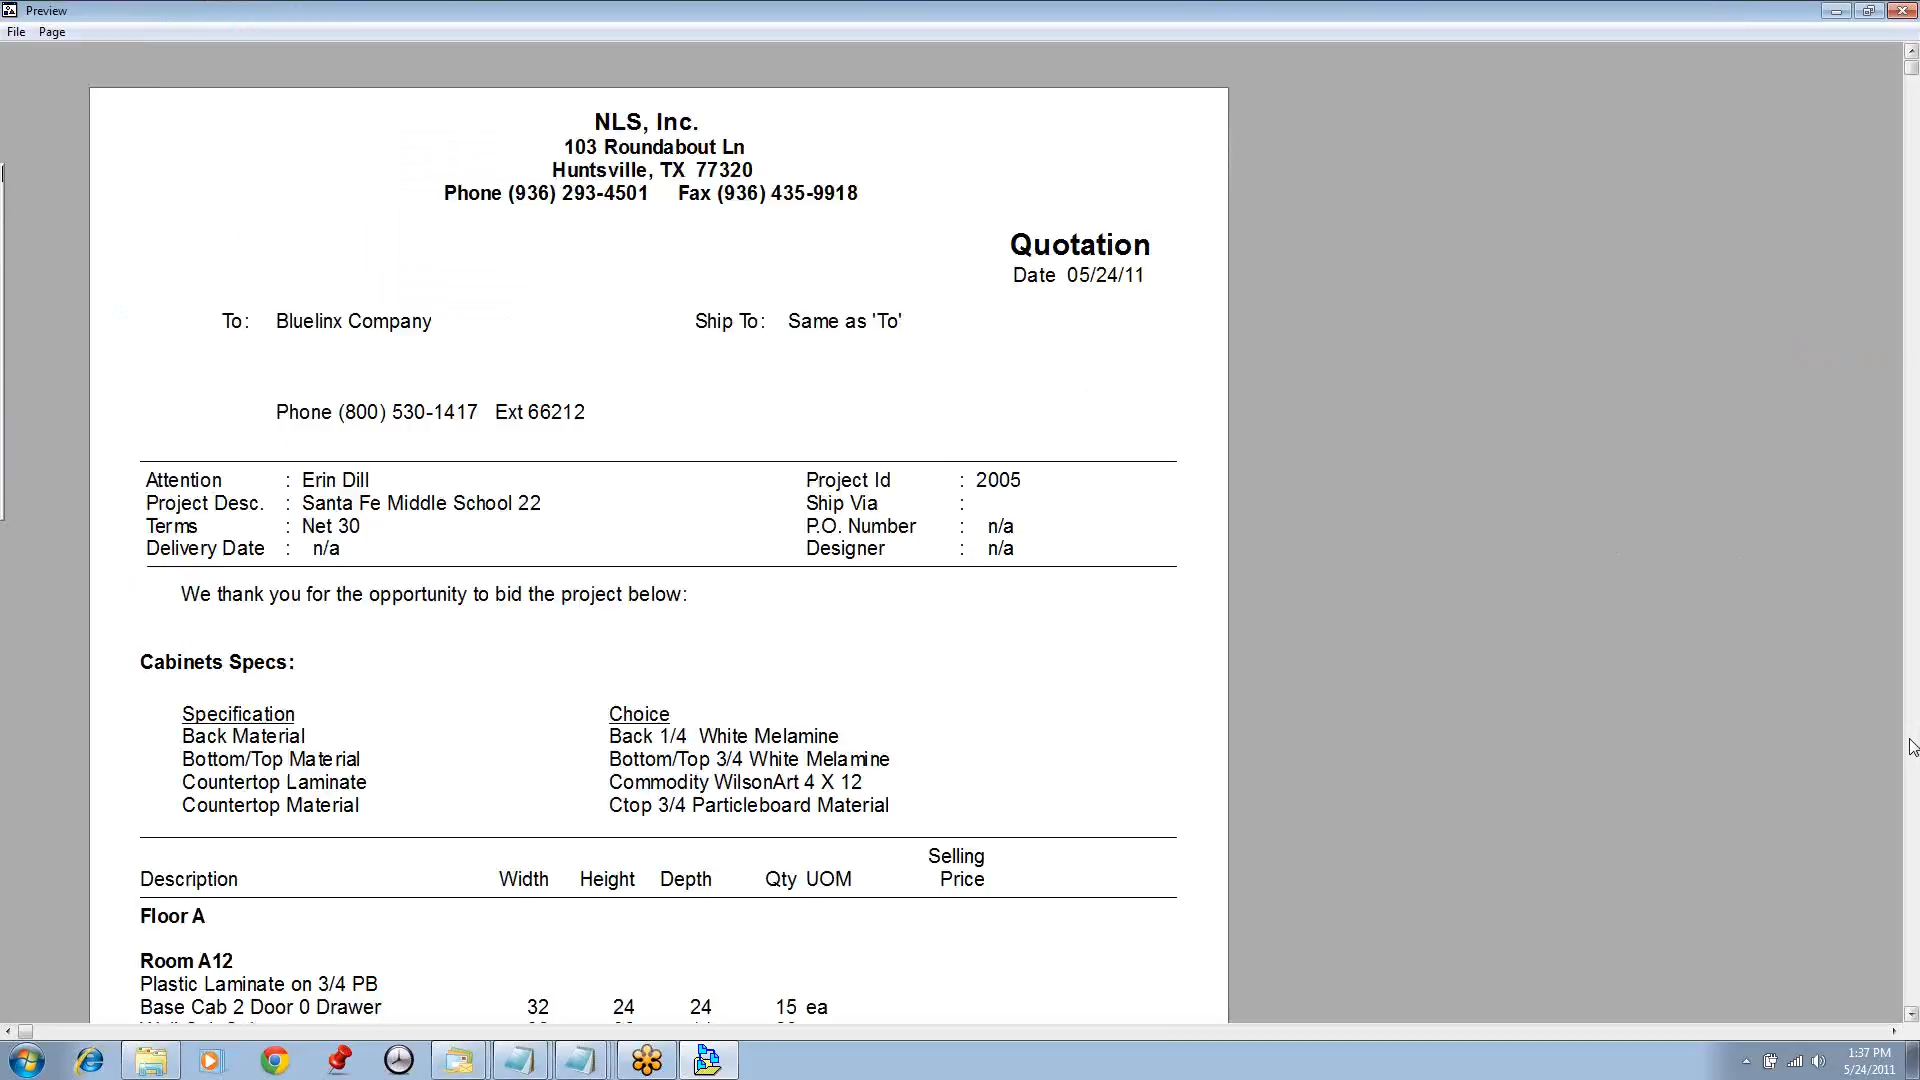 Preview
File Page
NLS, Inc.
103 Roundabout Ln
Huntsville, TX 77320
Phone (936) 293-4501 Fax (936) 435-9918
Quotation
Date 05/24/11
To: Bluelinx Company Ship To: Same as 'To'
Phone (800) 530-1417 Ext 66212
Attention : Erin Dill Project Id : 2005
Project Desc. : Santa Fe Middle School 22 Ship Via :
Terms : Net 30 P.O. Number : n/a
Delivery Date : n/a Designer : n/a
We thank you for the opportunity to bid the project below:
Cabinets Specs:
Specification Choice
Back Material Back 1/4 White Melamine
Bottom/Top Material Bottom/Top 3/4 White Melamine
Countertop Laminate Commodity WilsonArt 4 X 12
Countertop Material Ctop 3/4 Particleboard Material
Selling
Description Width Height Depth Qty UOM Price
Floor A
Room A12
Plastic Laminate on 3/4 PB
Base Cab 2 Door 0 Drawer 32 24 24 15 ea
1:37 PM
5/24/2011